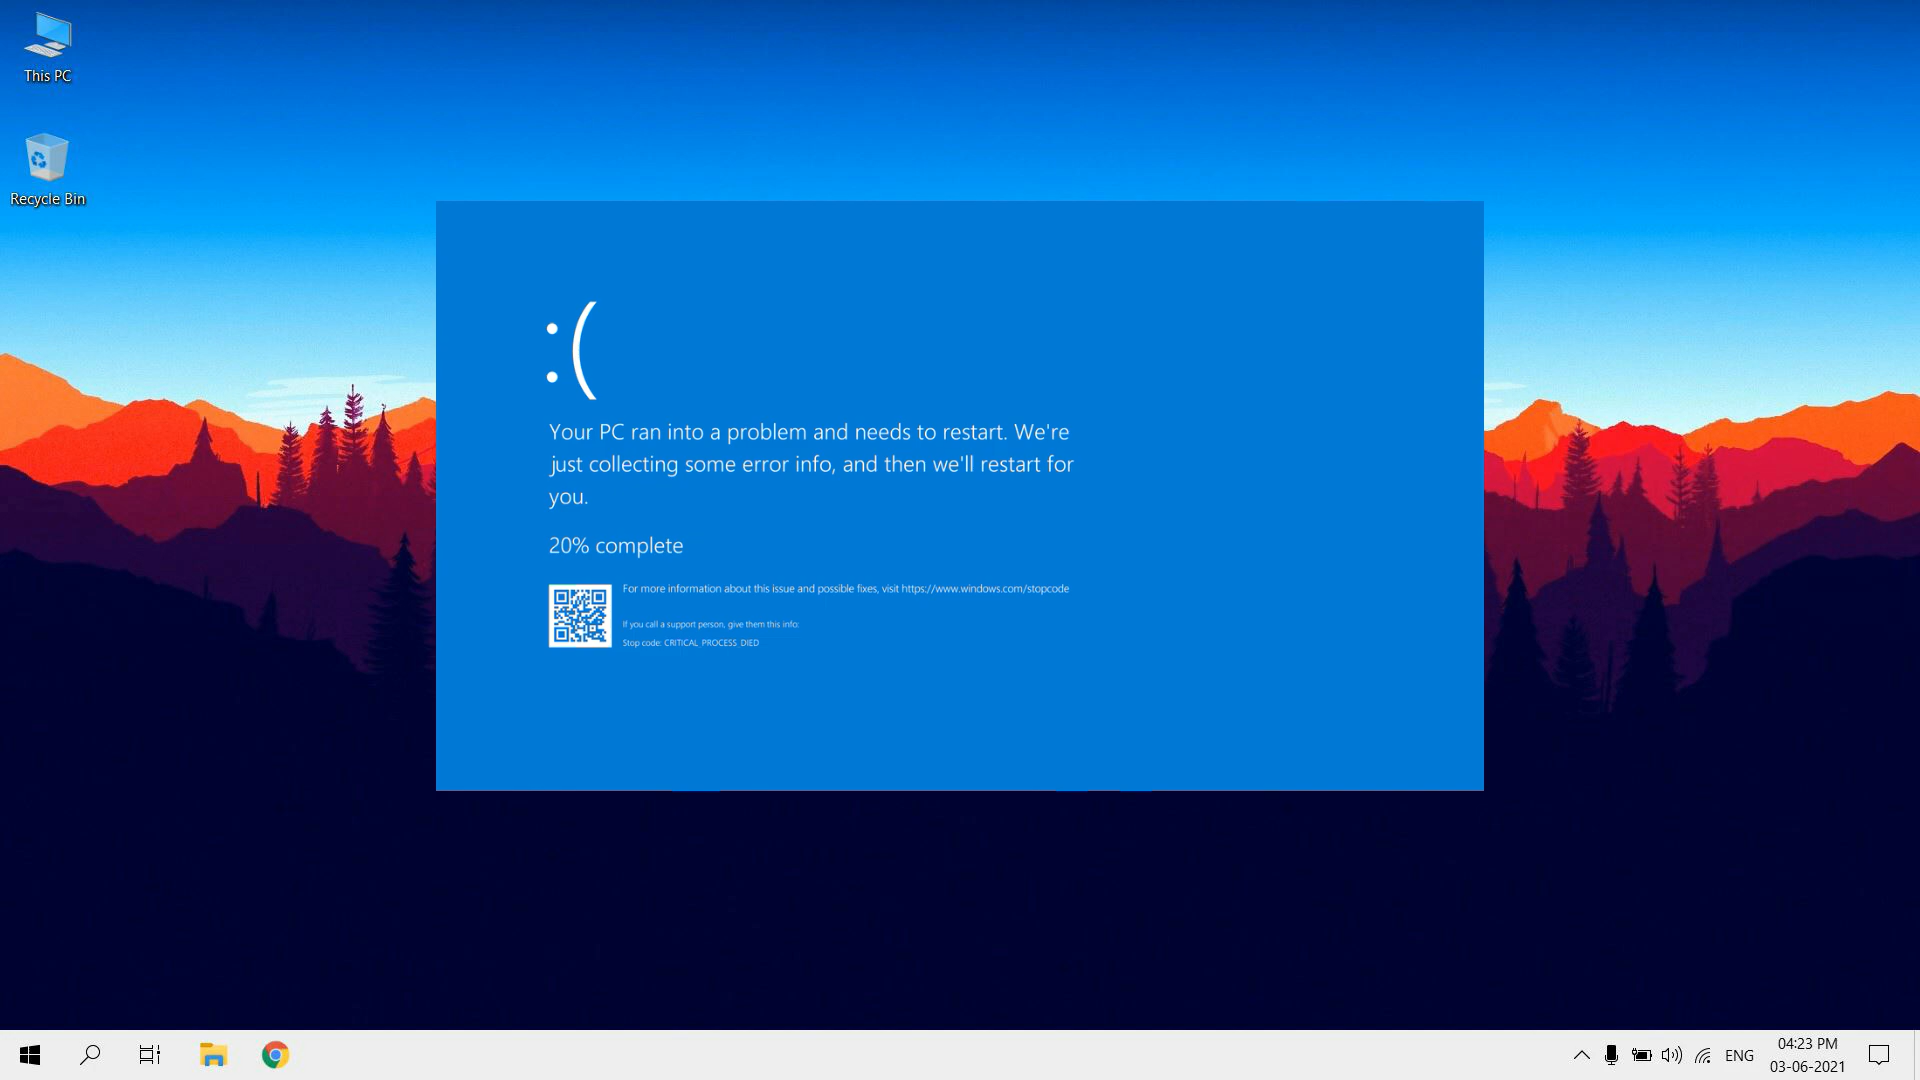 This PC
Recycle Bin
:(
Your PC ran into a problem and needs to restart. We're
just collecting some error info, and then we'll restart for
you.
20% complete
For more information about this issue and possible fixes, visit https://www.windows.com/stopcode
If you call a support person, give them this info:
Stop code: CRITICAL_PROCESS_DIED
ENG
04:23 PM
03-06-2021